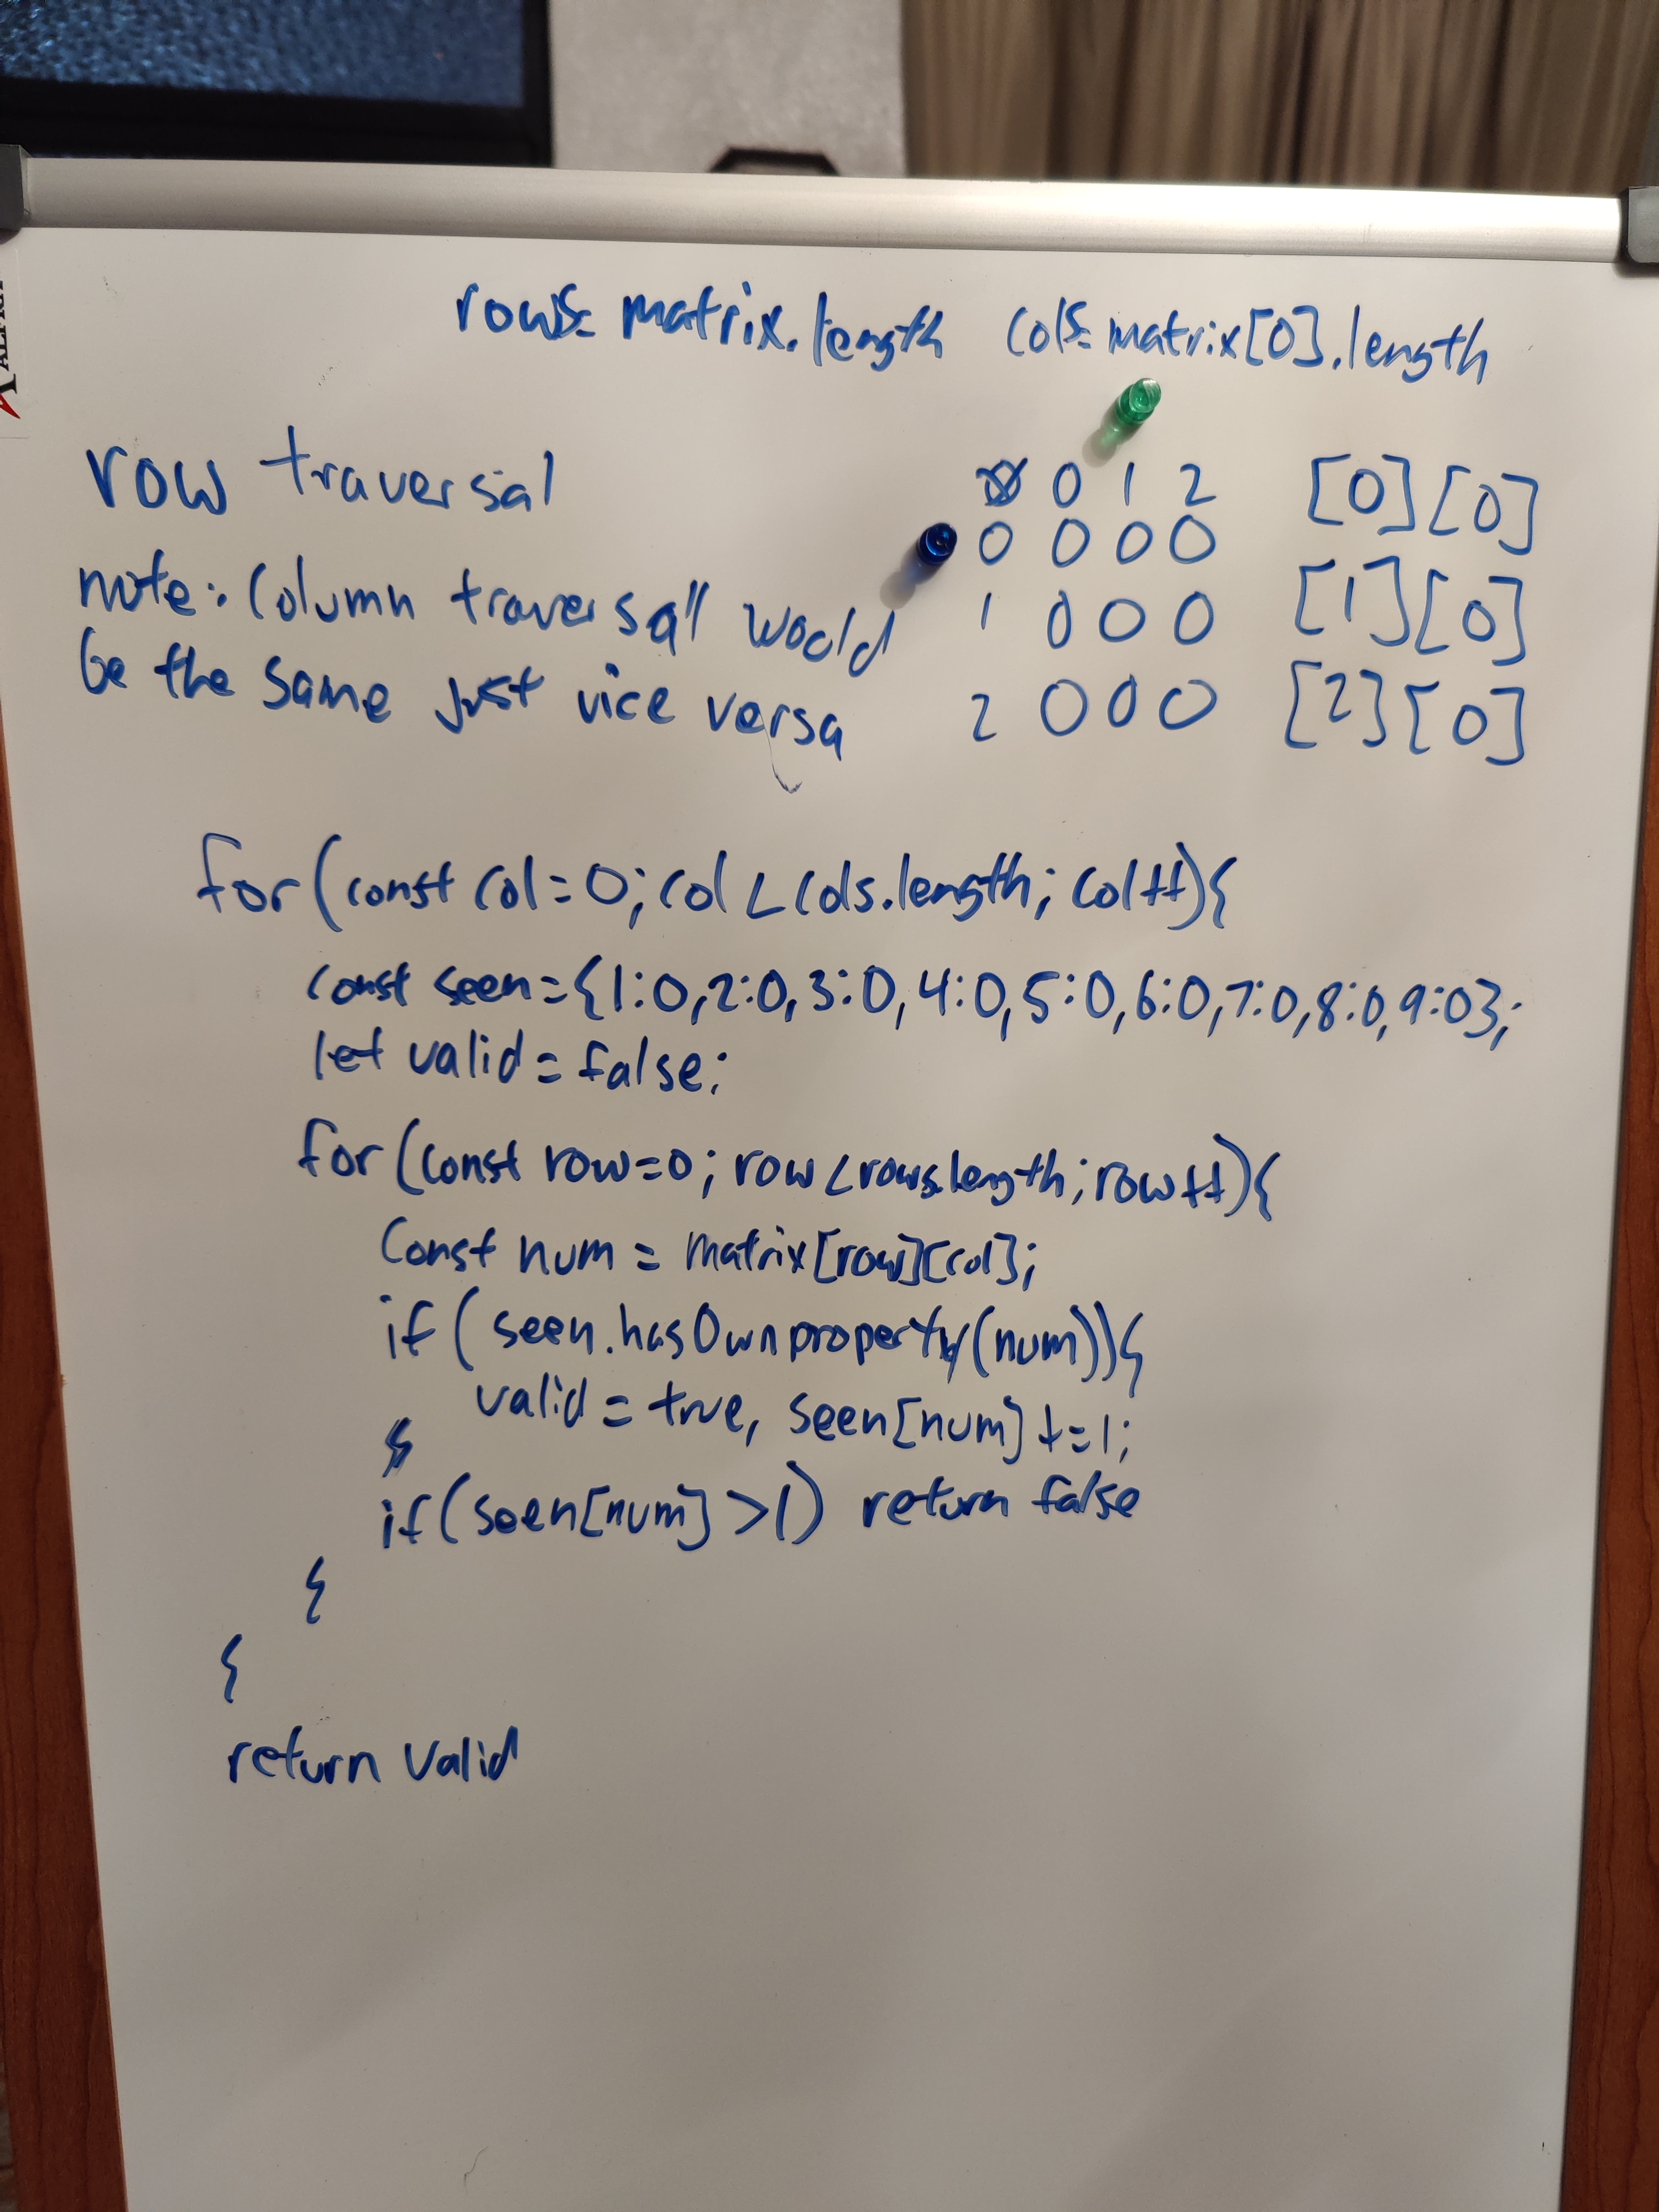 rows= matrix.length cols=matrix[0].length
row traversal
note: Column traversall would
be the same just vice versa
0 1 2 [0][0]
0 0 0 0
1 0 0 0 [1][0]
2 0 0 0 [2][0]
for (const col=0; col < cols.length; col++){
const seen={1:0,2:0,3:0,4:0,5:0,6:0,7:0,8:0,9:0};
let valid = false;
for (const row=0; row < rows.length; row++){
Const num = matrix[row][col];
if (seen.hasOwnproperty(num)){
valid = true, seen[num] += 1;
}
if (seen[num] > 1) return false
{
{
return valid